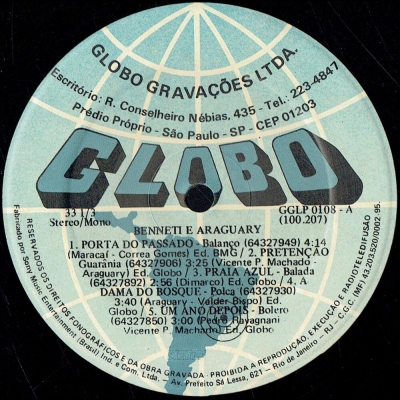 GLOBO GRAVAÇÕES LTDA.
Escritório: R. Conselheiro Nébias, 435 - Tel.: 223-4847
Prédio Próprio - São Paulo - SP - CEP 01203
GLOBO
33 1/3
Stereo/Mono
GGLP 0108 - A
(100.207)
BENNETI E ARAGUARY
1. PORTA DO PASSADO - Balanço (64327949) 4:14
(Maracaí - Correa Gomes) Ed. BMG / 2. PRETENÇÃO
Guarânia (64327906) 3:25 (Vicente P. Machado -
Araguary) Ed. Globo / 3. PRAIA AZUL - Balada
(64327892) 2:56 (Dimarco) Ed. Globo / 4. A
DAMA DO BOSQUE - Polca (64327930)
3:40 (Araguary - Valder Bispo) Ed.
Globo / 5. UM ANO DEPOIS - Bolero
(64327850) 3:00 (Pedro Ravagnani
Vicente P. Machado) Ed. Globo
RESERVADOS OS DIREITOS FONOGRÁFICOS E DA OBRA GRAVADA - PROIBIDA A REPRODUÇÃO, EXECUÇÃO E RADIOTELEDIFUSÃO
Fabricado por Sony Music Entertainment (Brasil) Ind. e Com. Ltda. - Av. Prefeito Sá Lessa, 621 - Rio de Janeiro - RJ - C.G.C. (MF) 43.203.520/0002 95.